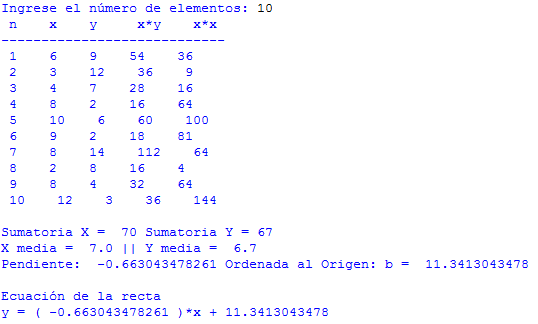 Ingrese el número de elementos: 10
n x y x*y x*x
----------------------------
1 6 9 54 36
2 3 12 36 9
3 4 7 28 16
4 8 2 16 64
5 10 6 60 100
6 9 2 18 81
7 8 14 112 64
8 2 8 16 4
9 8 4 32 64
10 12 3 36 144
Sumatoria X = 70 Sumatoria Y = 67
X media = 7.0 || Y media = 6.7
Pendiente: -0.663043478261 Ordenada al Origen: b = 11.3413043478
Ecuación de la recta
y = ( -0.663043478261 )*x + 11.3413043478